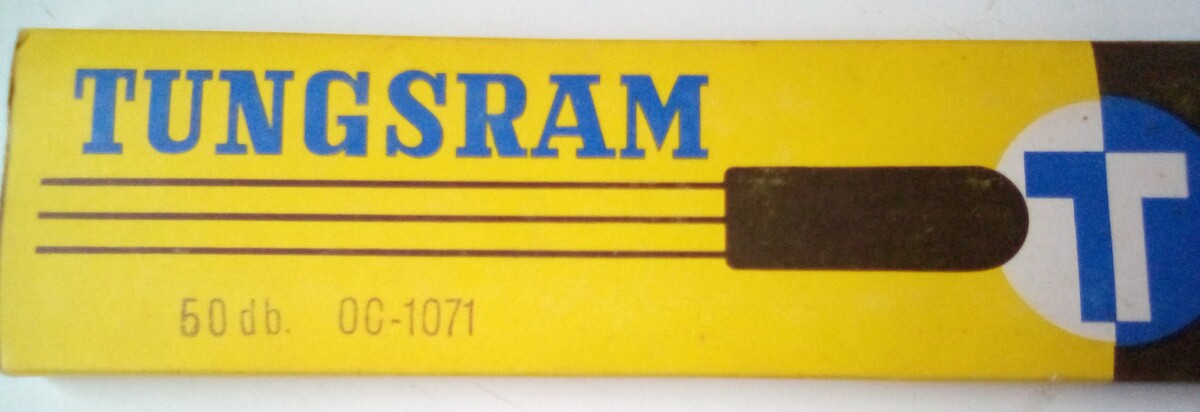 TUNGSRAM
T
50 db. OC-1071